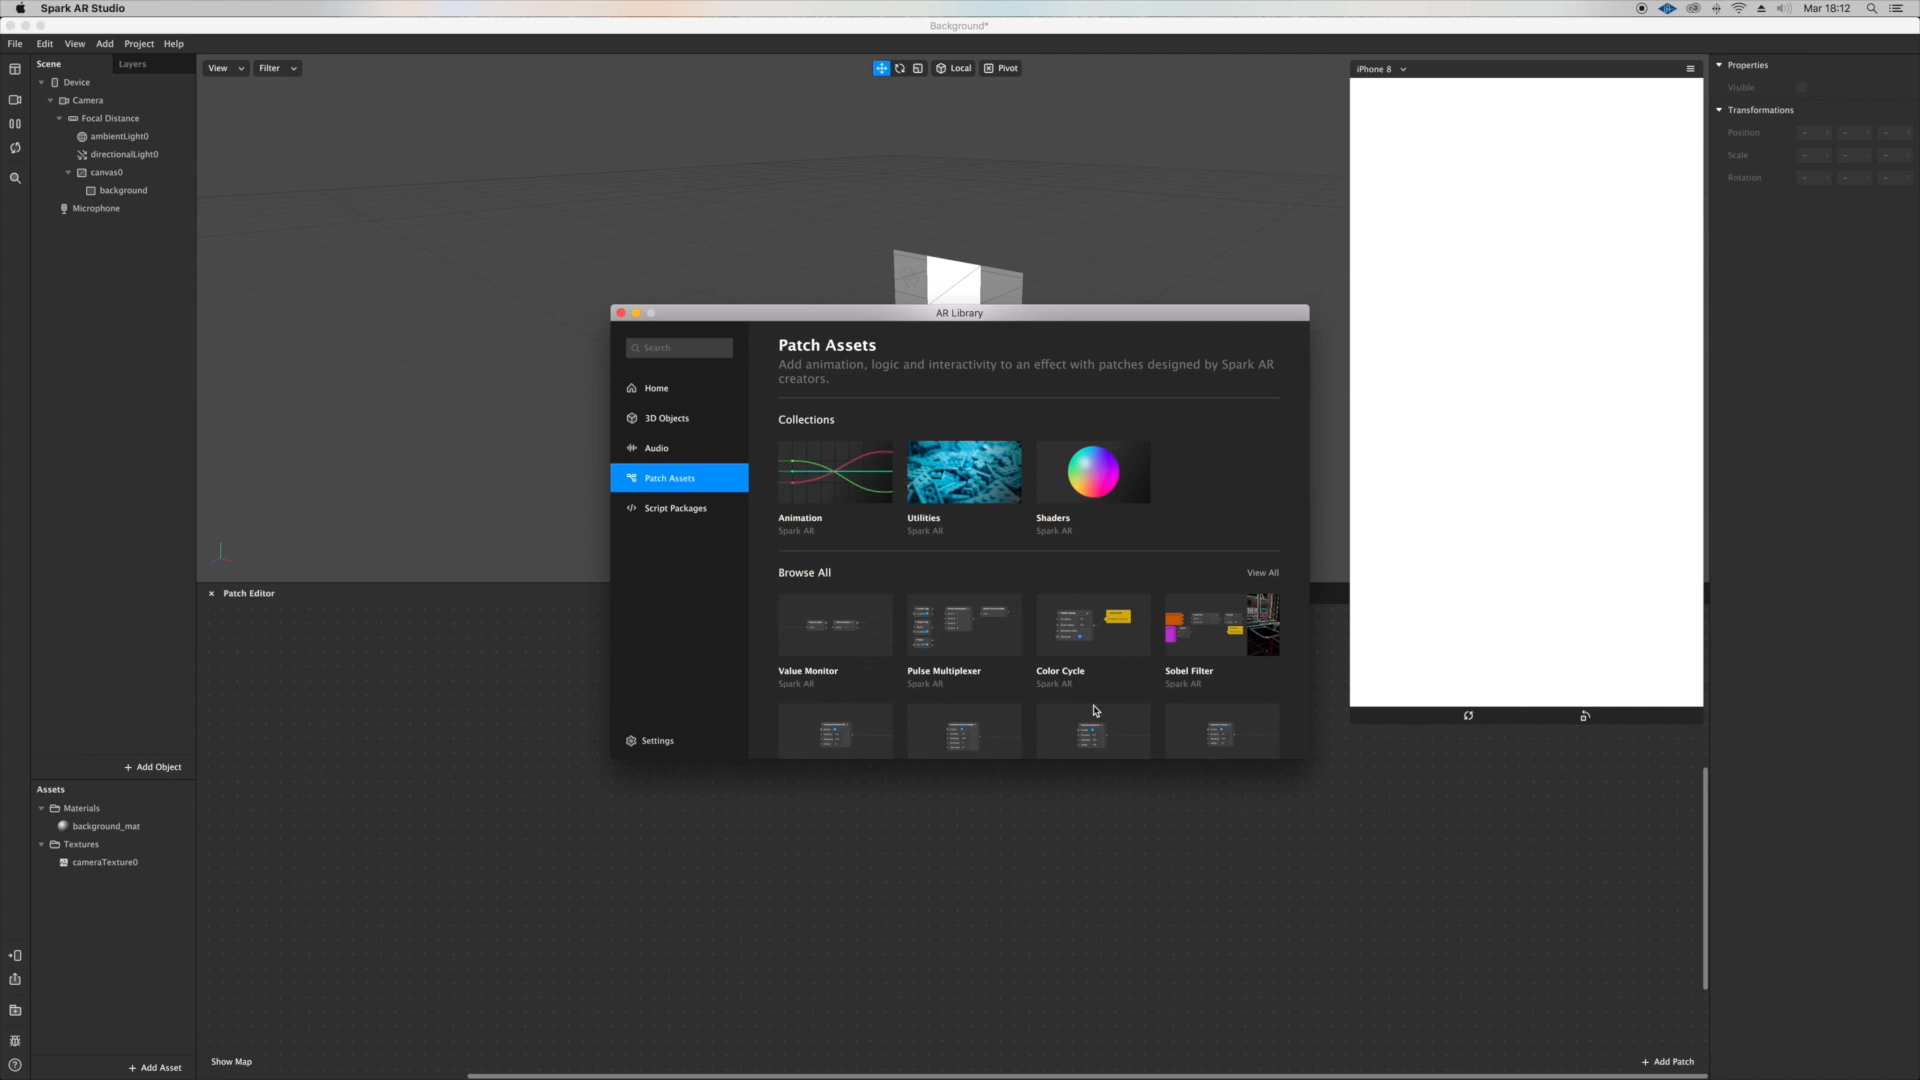 Spark AR Studio
Mar 18:12
Background*
File Edit View Add Project Help
Scene
Layers
Device
Camera
Focal Distance
ambientLight0
directionalLight0
canvas0
background
Microphone
+ Add Object
Assets
Materials
background_mat
Textures
cameraTexture0
+ Add Asset
View
Filter
Local
Pivot
iPhone 8
Properties
Visible
Transformations
Position
Scale
Rotation
AR Library
Search
Home
3D Objects
Audio
Patch Assets
Script Packages
Settings
Patch Assets
Add animation, logic and interactivity to an effect with patches designed by Spark AR
creators.
Collections
Animation
Spark AR
Utilities
Spark AR
Shaders
Spark AR
Browse All
View All
Value Monitor
Spark AR
Pulse Multiplexer
Spark AR
Color Cycle
Spark AR
Sobel Filter
Spark AR
Patch Editor
Show Map
+ Add Patch